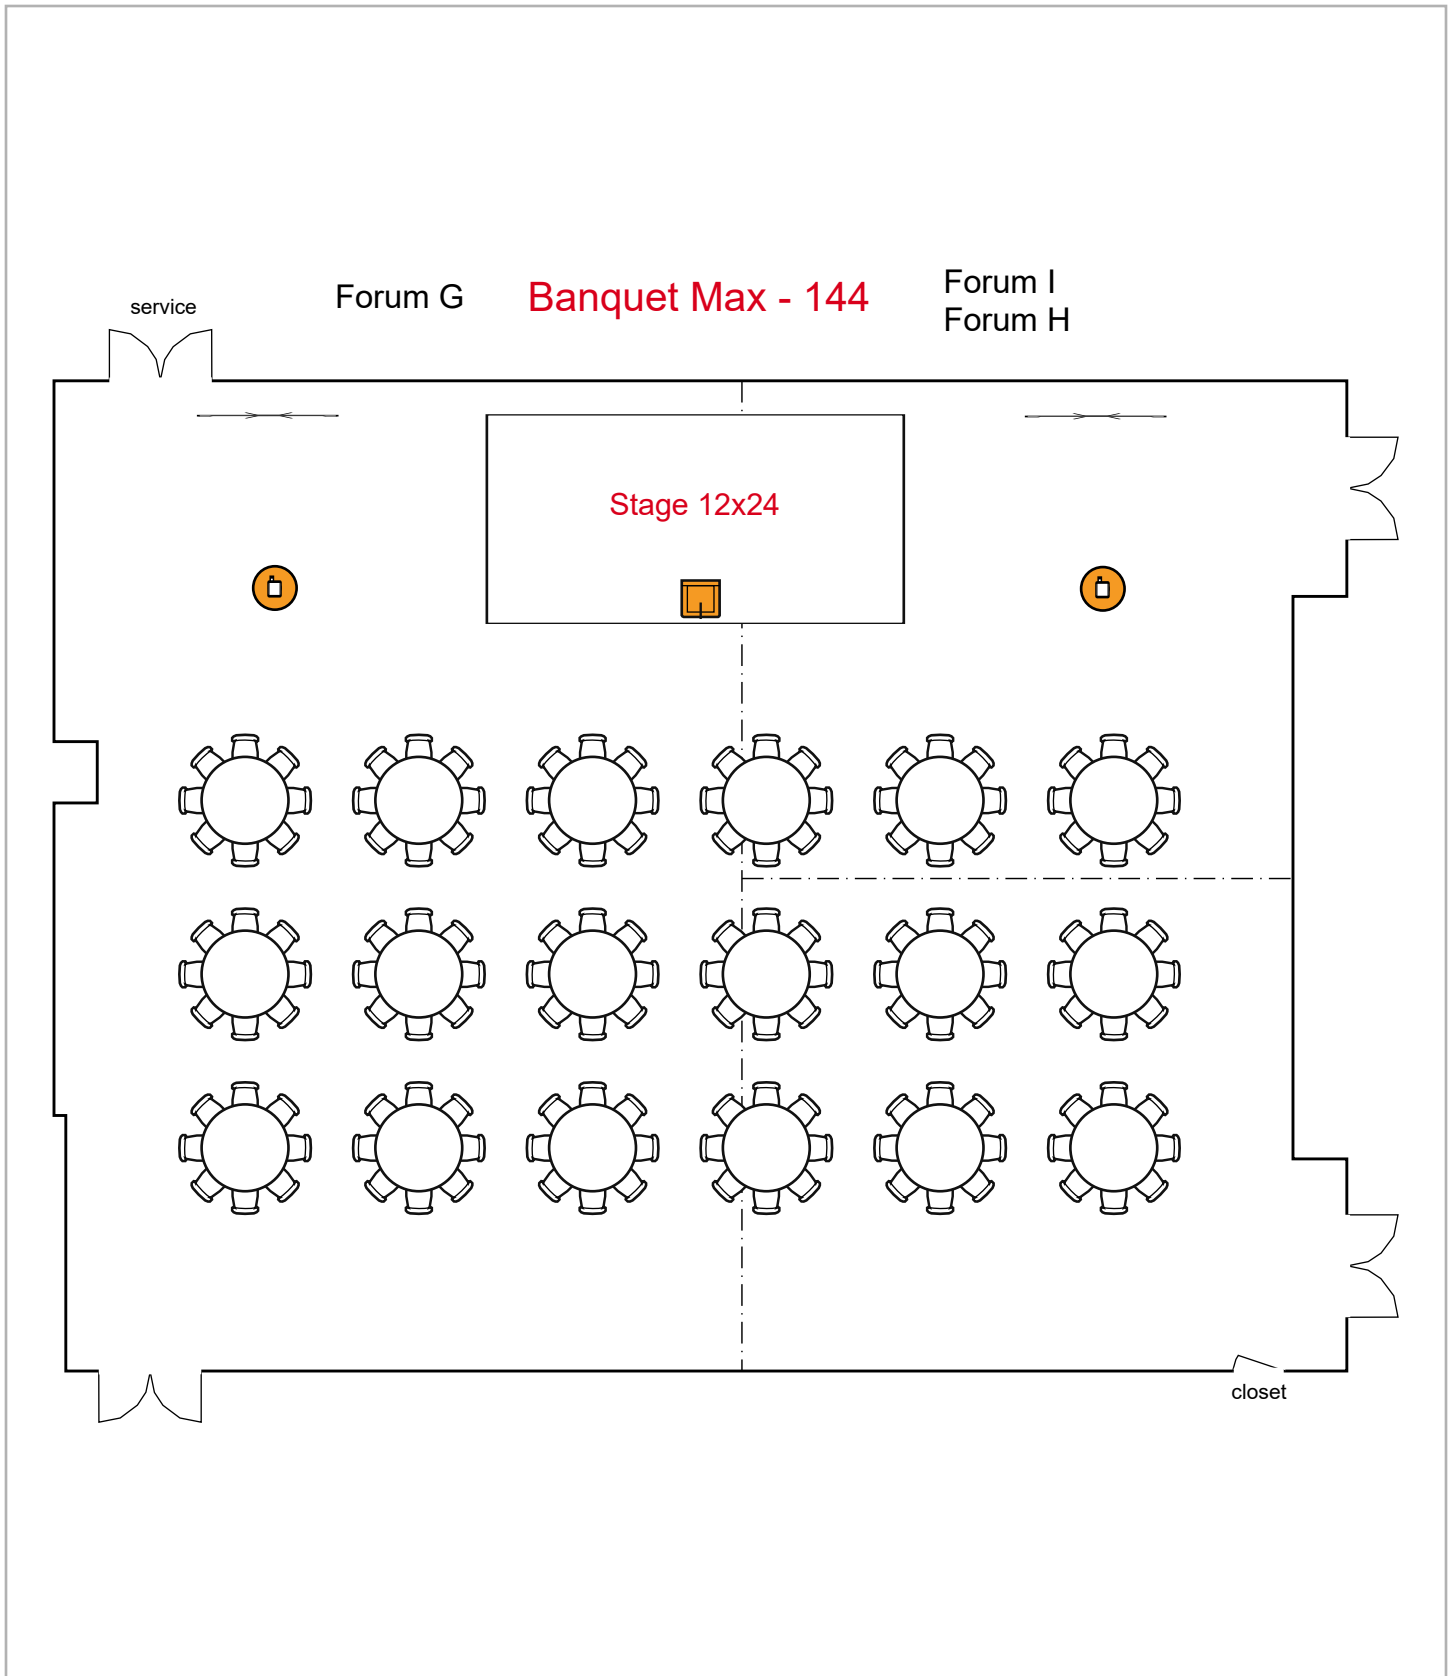 Forum G
Banquet Max - 144
Forum I
Forum H
service
Stage 12x24
closet